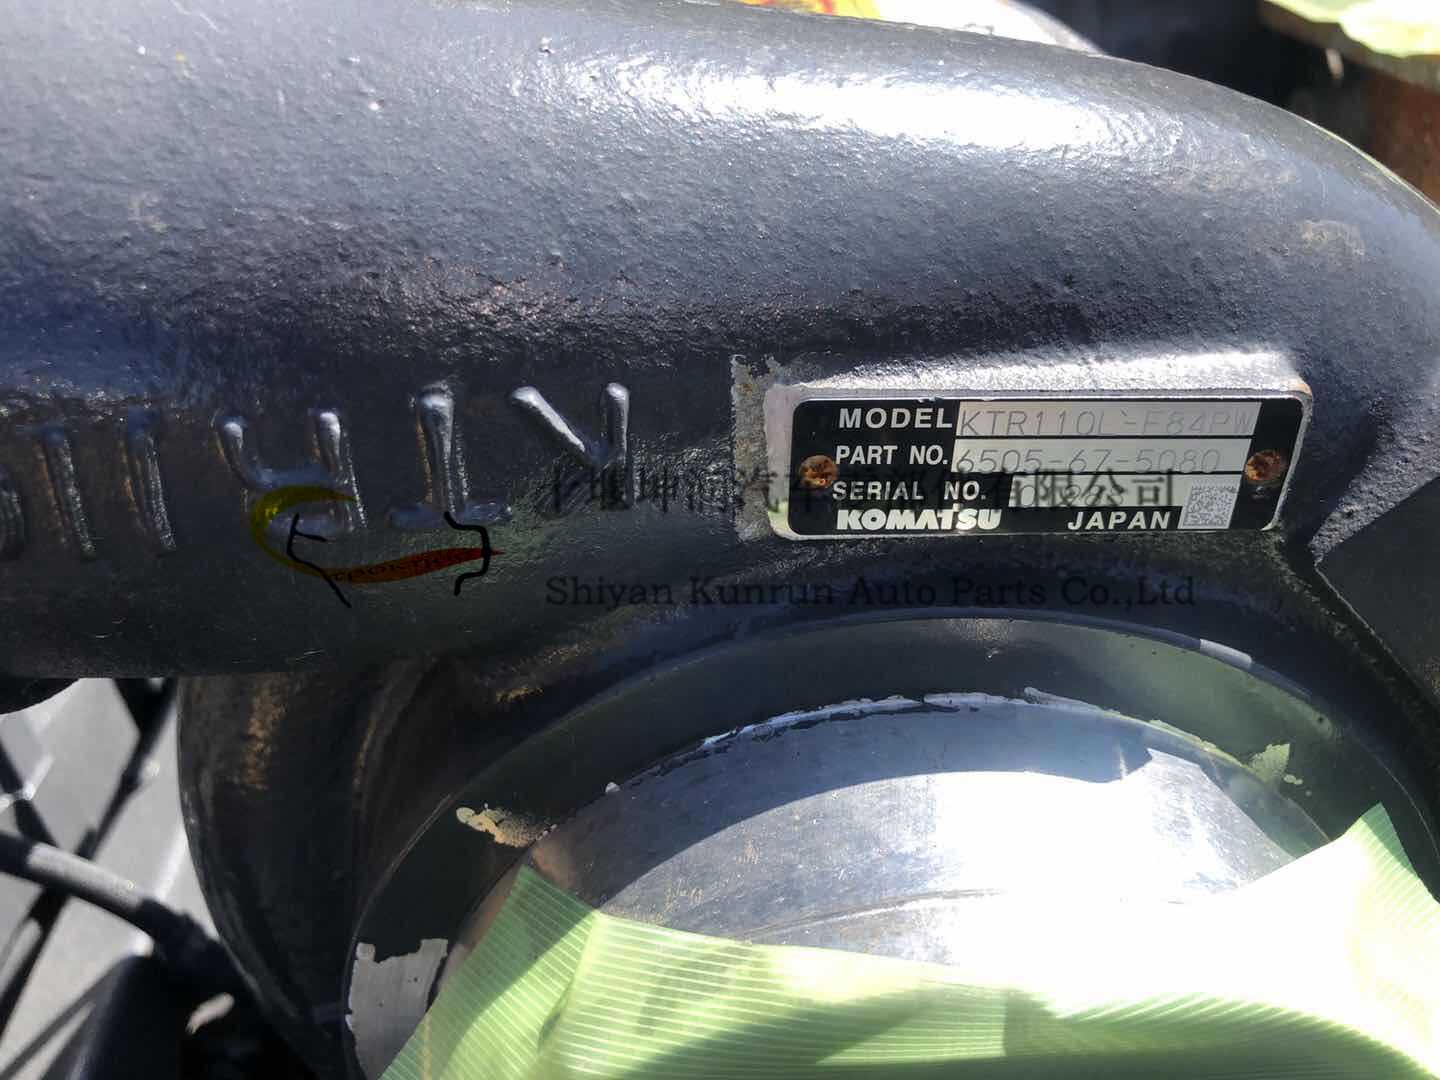 KTR110
MODEL KTR110L-F84PW
PART NO. 6505-67-5080
SERIAL NO.
KOMATSU JAPAN
十堰坤润汽车 有限公司
Shiyan Kunrun Auto Parts Co.,Ltd